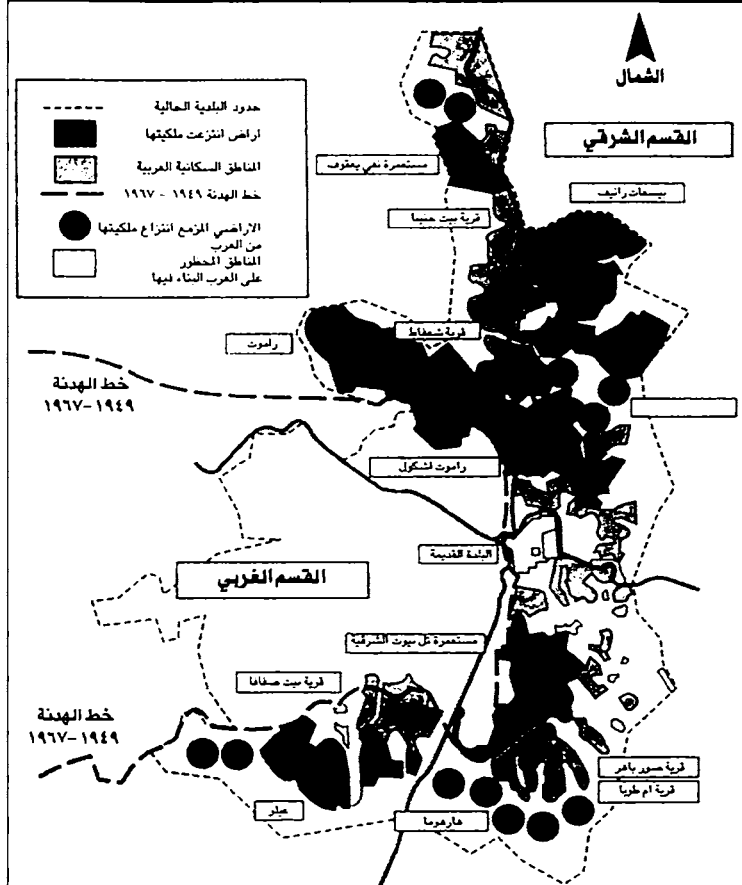 الشمال
حدود البلدية الحالية
اراض انتزعت ملكيتها
المناطق السكانية العربية
خط الهدنة ١٩٤٩ - ١٩٦٧
الاراضي المزمع انتزاع ملكيتها
من العرب
المناطق المحظور
على العرب البناء فيها
القسم الشرقي
مستعمرة نفي يعقوف
بيسغات زائيف
قرية بيت حنينا
قرية شعفاط
راموت
خط الهدنة
١٩٤٩-١٩٦٧
راموت اشكول
البلدة القديمة
القسم الغربي
مستعمرة تل بيوت الشرقية
قرية بيت صفافا
خط الهدنة
١٩٤٩-١٩٦٧
قرية صور باهر
قرية ام طوبا
هارهوما
جيلو